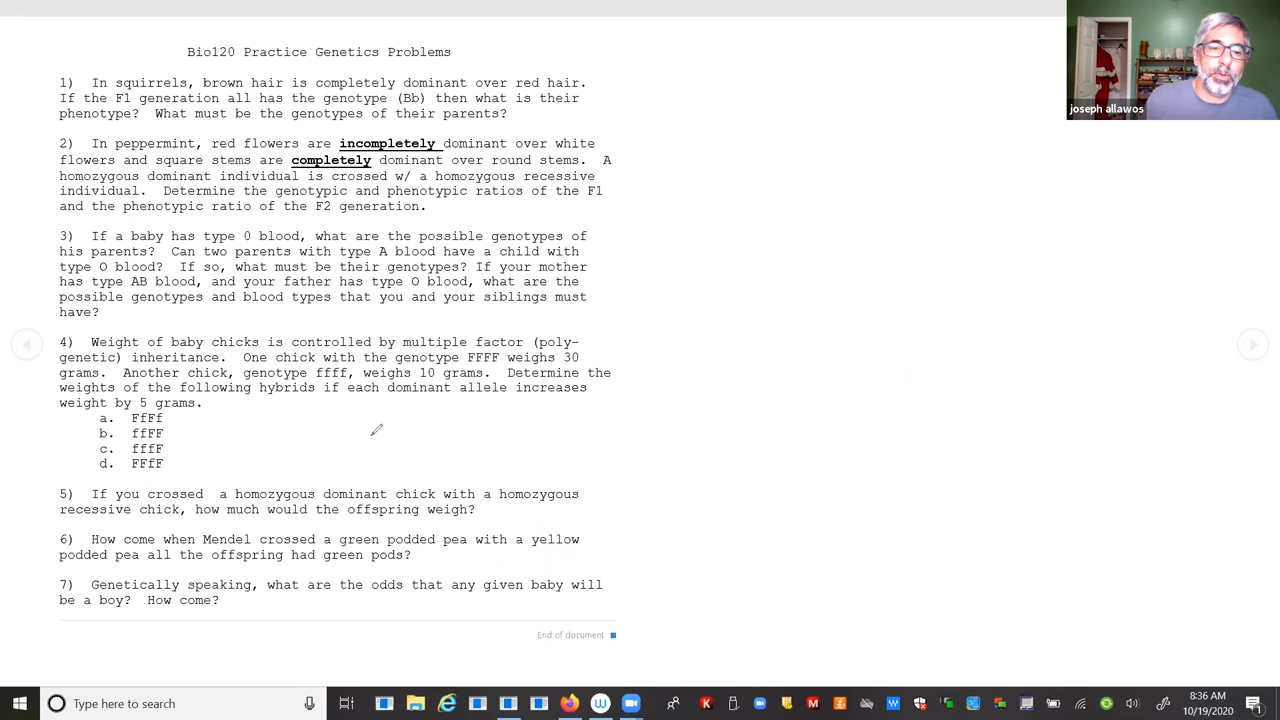 Bio120 Practice Genetics Problems
1) In squirrels, brown hair is completely dominant over red hair.
If the F1 generation all has the genotype (Bb) then what is their
phenotype? What must be the genotypes of their parents?
2) In peppermint, red flowers are incompletely dominant over white
flowers and square stems are completely dominant over round stems. A
homozygous dominant individual is crossed w/ a homozygous recessive
individual. Determine the genotypic and phenotypic ratios of the F1
and the phenotypic ratio of the F2 generation.
3) If a baby has type 0 blood, what are the possible genotypes of
his parents? Can two parents with type A blood have a child with
type O blood? If so, what must be their genotypes? If your mother
has type AB blood, and your father has type O blood, what are the
possible genotypes and blood types that you and your siblings must
have?
4) Weight of baby chicks is controlled by multiple factor (poly-
genetic) inheritance. One chick with the genotype FFFF weighs 30
grams. Another chick, genotype ffff, weighs 10 grams. Determine the
weights of the following hybrids if each dominant allele increases
weight by 5 grams.
a. FfFf
b. ffFF
c. fffF
d. FFfF
5) If you crossed a homozygous dominant chick with a homozygous
recessive chick, how much would the offspring weigh?
6) How come when Mendel crossed a green podded pea with a yellow
podded pea all the offspring had green pods?
7) Genetically speaking, what are the odds that any given baby will
be a boy? How come?
End of document
joseph allawos
Type here to search
8:36 AM
10/19/2020